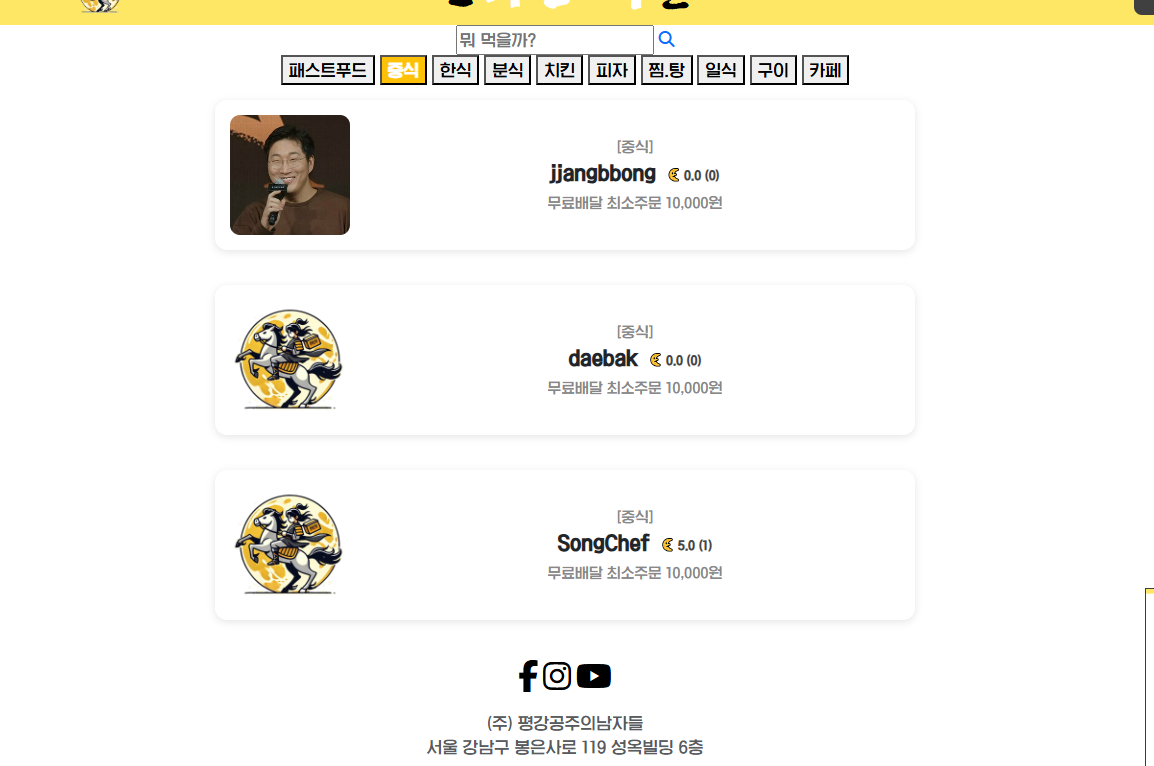 뭐 먹을까?
패스트푸드 중식 한식 분식 치킨 피자 찜.탕 일식 구이 카페
[중식]
jjangbbong 0.0 (0)
무료배달 최소주문 10,000원
[중식]
daebak 0.0 (0)
무료배달 최소주문 10,000원
[중식]
SongChef 5.0 (1)
무료배달 최소주문 10,000원
(주) 평강공주의남자들
서울 강남구 봉은사로 119 성옥빌딩 6층